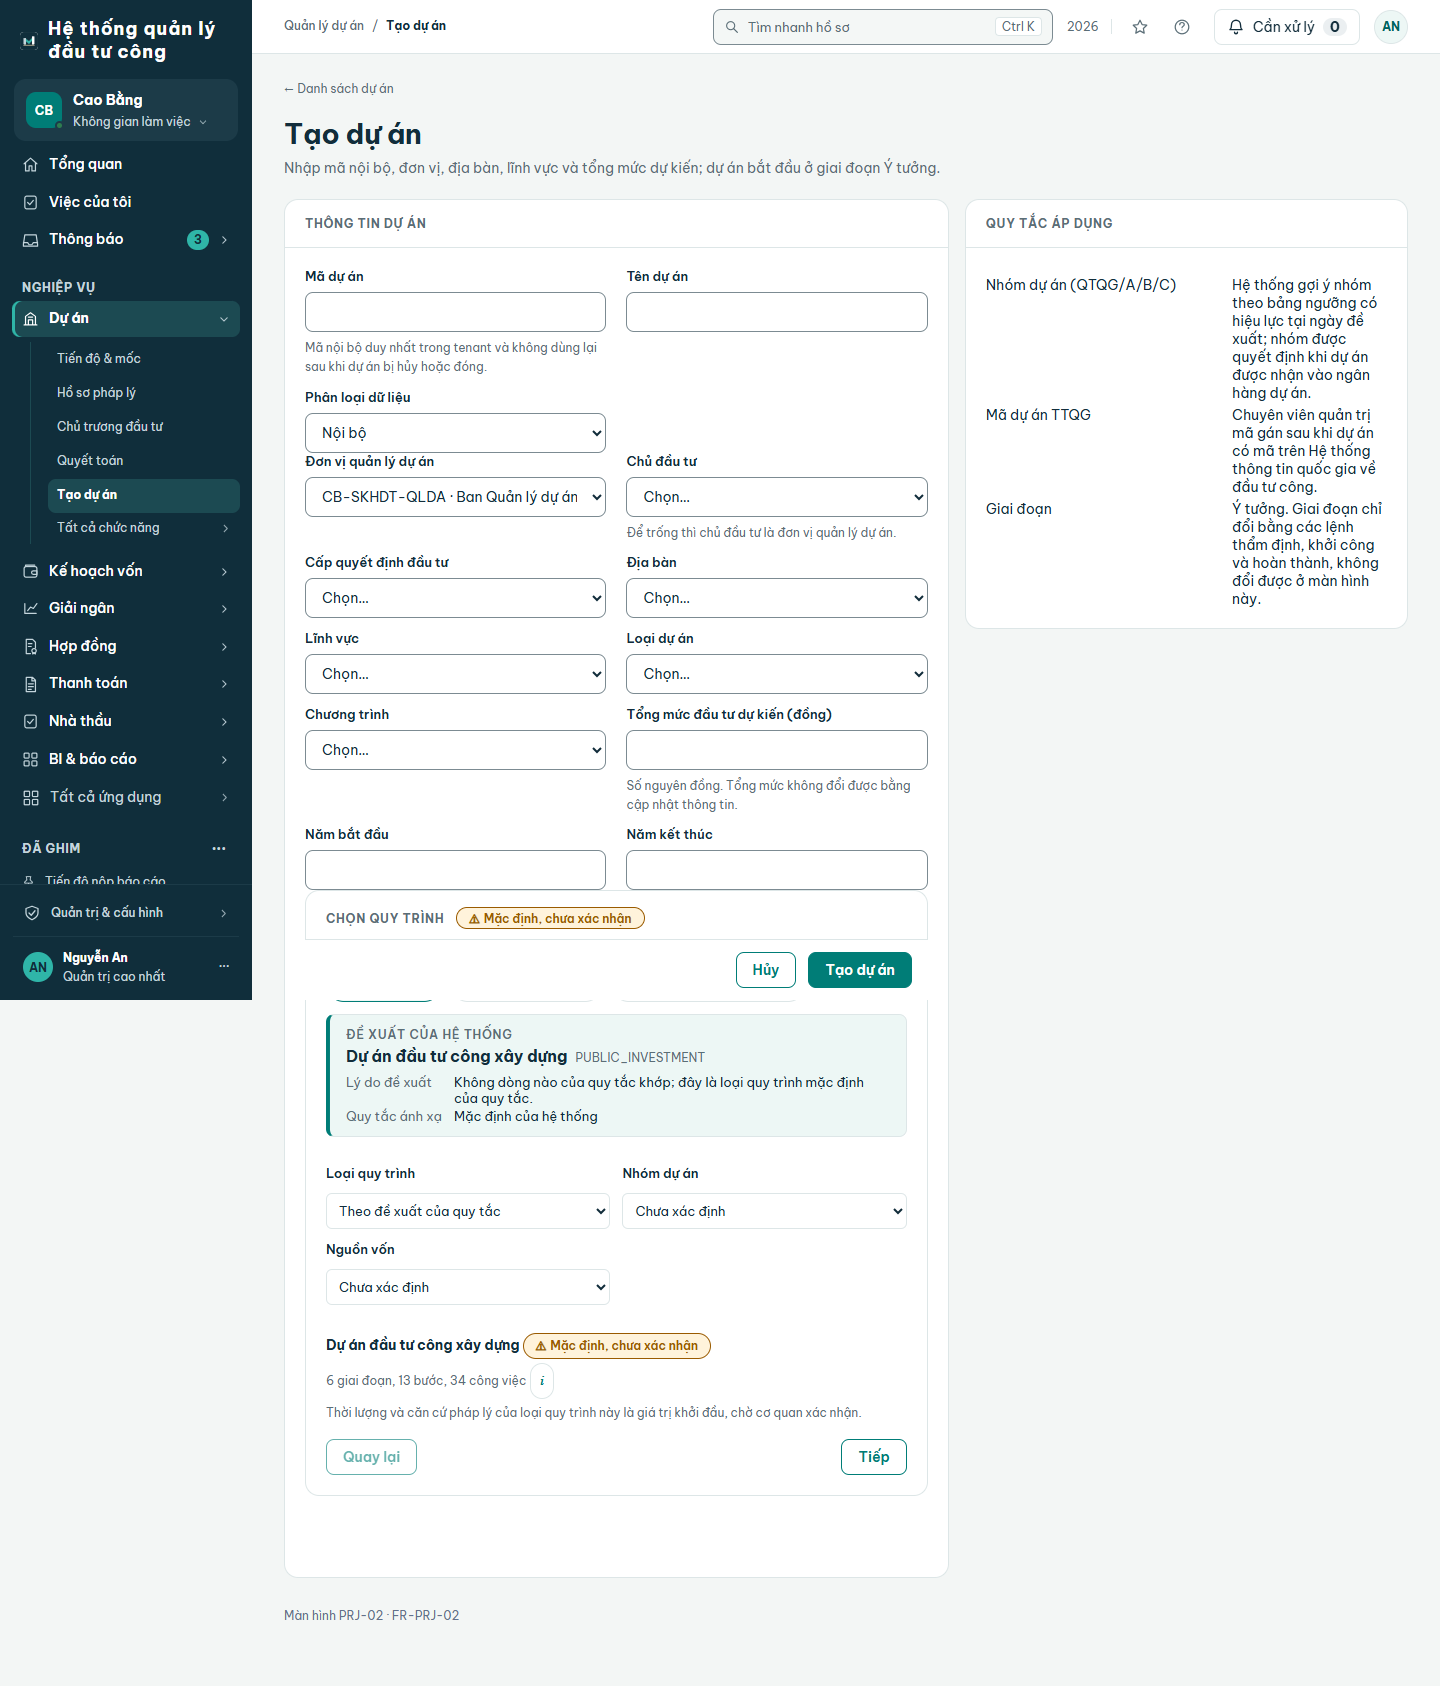 Hệ thống quản lý
đầu tư công
CB
Cao Bằng
Không gian làm việc
Tổng quan
Việc của tôi
Thông báo
3
NGHIỆP VỤ
Dự án
Tiến độ & mốc
Hồ sơ pháp lý
Chủ trương đầu tư
Quyết toán
Tạo dự án
Tất cả chức năng
Kế hoạch vốn
Giải ngân
Hợp đồng
Thanh toán
Nhà thầu
BI & báo cáo
Tất cả ứng dụng
ĐÃ GHIM
Tiến độ nộp báo cáo
Quản trị & cấu hình
AN
Nguyễn An
Quản trị cao nhất
Quản lý dự án / Tạo dự án
Tìm nhanh hồ sơ
Ctrl K
2026
Cần xử lý 0
AN
← Danh sách dự án
Tạo dự án
Nhập mã nội bộ, đơn vị, địa bàn, lĩnh vực và tổng mức dự kiến; dự án bắt đầu ở giai đoạn Ý tưởng.
THÔNG TIN DỰ ÁN
Mã dự án
Tên dự án
Mã nội bộ duy nhất trong tenant và không dùng lại
sau khi dự án bị hủy hoặc đóng.
Phân loại dữ liệu
Nội bộ
Đơn vị quản lý dự án
Chủ đầu tư
CB-SKHDT-QLDA · Ban Quản lý dự án
Chọn...
Để trống thì chủ đầu tư là đơn vị quản lý dự án.
Cấp quyết định đầu tư
Địa bàn
Chọn...
Chọn...
Lĩnh vực
Loại dự án
Chọn...
Chọn...
Chương trình
Tổng mức đầu tư dự kiến (đồng)
Chọn...
Số nguyên đồng. Tổng mức không đổi được bằng
cập nhật thông tin.
Năm bắt đầu
Năm kết thúc
CHỌN QUY TRÌNH
⚠ Mặc định, chưa xác nhận
Hủy
Tạo dự án
ĐỀ XUẤT CỦA HỆ THỐNG
Dự án đầu tư công xây dựng PUBLIC_INVESTMENT
Lý do đề xuất
Không dòng nào của quy tắc khớp; đây là loại quy trình mặc định
của quy tắc.
Quy tắc ánh xạ
Mặc định của hệ thống
Loại quy trình
Nhóm dự án
Theo đề xuất của quy tắc
Chưa xác định
Nguồn vốn
Chưa xác định
Dự án đầu tư công xây dựng ⚠ Mặc định, chưa xác nhận
6 giai đoạn, 13 bước, 34 công việc i
Thời lượng và căn cứ pháp lý của loại quy trình này là giá trị khởi đầu, chờ cơ quan xác nhận.
Quay lại
Tiếp
QUY TẮC ÁP DỤNG
Nhóm dự án (QTQG/A/B/C)
Hệ thống gợi ý nhóm
theo bảng ngưỡng có
hiệu lực tại ngày đề
xuất; nhóm được
quyết định khi dự án
được nhận vào ngân
hàng dự án.
Mã dự án TTQG
Chuyên viên quản trị
mã gán sau khi dự án
có mã trên Hệ thống
thông tin quốc gia về
đầu tư công.
Giai đoạn
Ý tưởng. Giai đoạn chỉ
đổi bằng các lệnh
thẩm định, khởi công
và hoàn thành, không
đổi được ở màn hình
này.
Màn hình PRJ-02 · FR-PRJ-02